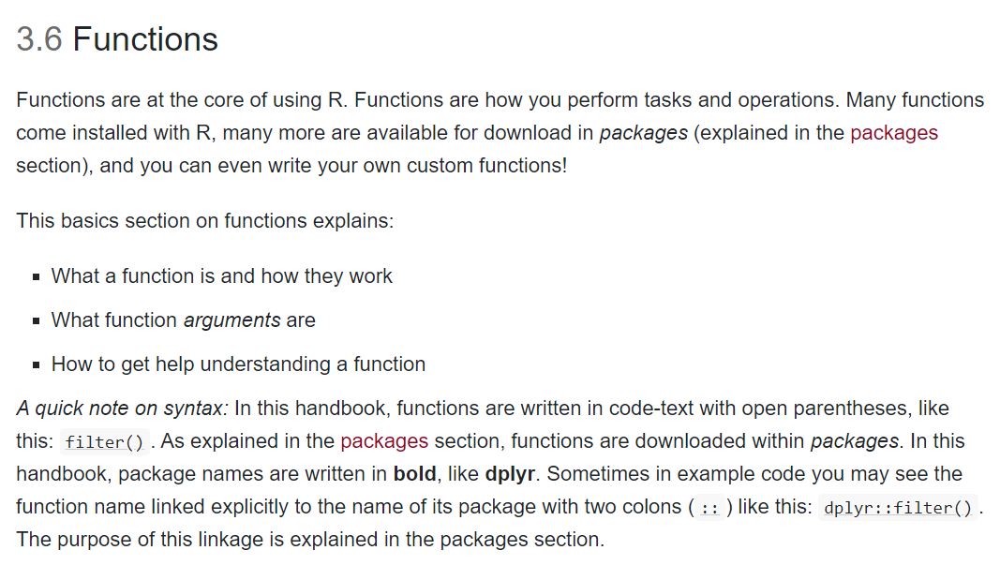 3.6 Functions
Functions are at the core of using R. Functions are how you perform tasks and operations. Many functions
come installed with R, many more are available for download in packages (explained in the packages
section), and you can even write your own custom functions!
This basics section on functions explains:
▪ What a function is and how they work
▪ What function arguments are
▪ How to get help understanding a function
A quick note on syntax: In this handbook, functions are written in code-text with open parentheses, like
this: filter() . As explained in the packages section, functions are downloaded within packages. In this
handbook, package names are written in bold, like dplyr. Sometimes in example code you may see the
function name linked explicitly to the name of its package with two colons ( :: ) like this: dplyr::filter() .
The purpose of this linkage is explained in the packages section.